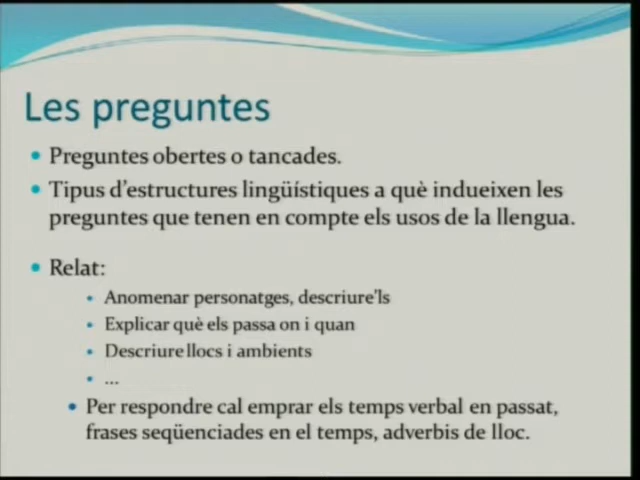 Les preguntes
• Preguntes obertes o tancades.
• Tipus d'estructures lingüístiques a què indueixen les
preguntes que tenen en compte els usos de la llengua.
• Relat:
• Anomenar personatges, descriure'ls
• Explicar què els passa on i quan
• Descriure llocs i ambients
• ...
• Per respondre cal emprar els temps verbal en passat,
frases seqüenciades en el temps, adverbis de lloc.